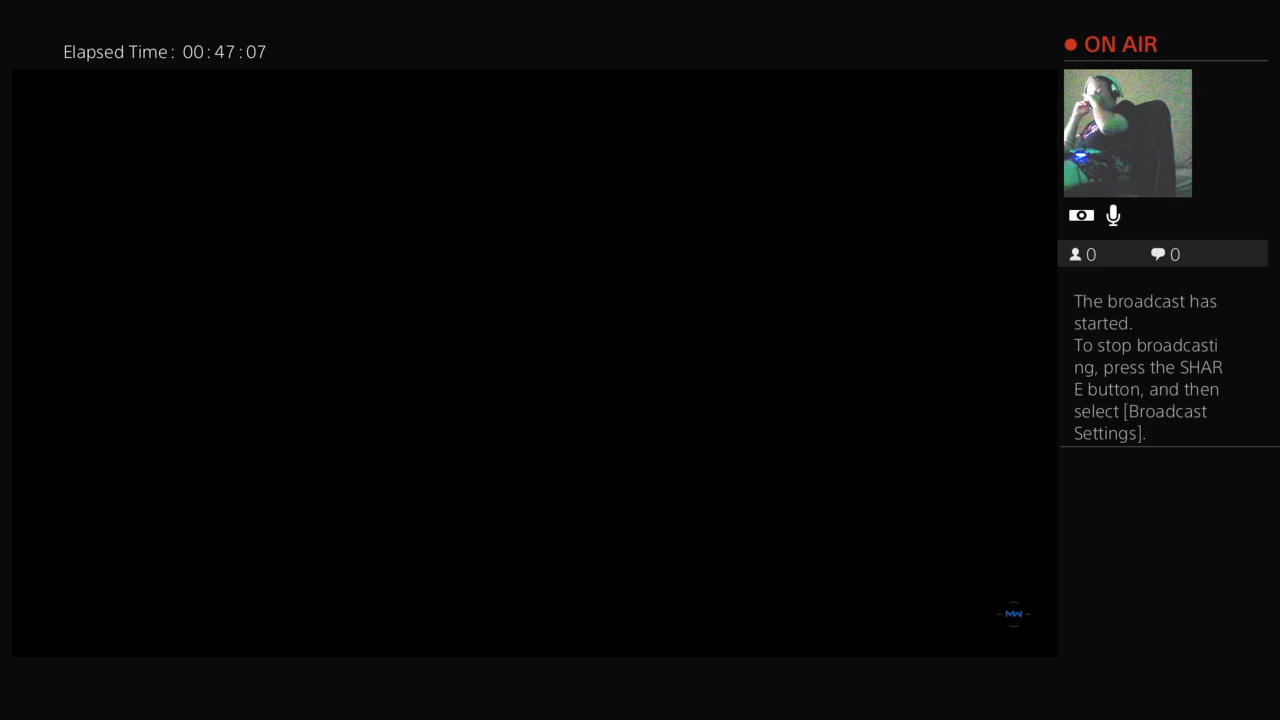 Elapsed Time: 00:47:07
ON AIR
0 0
The broadcast has
started.
To stop broadcasti
ng, press the SHAR
E button, and then
select [Broadcast
Settings].
MW